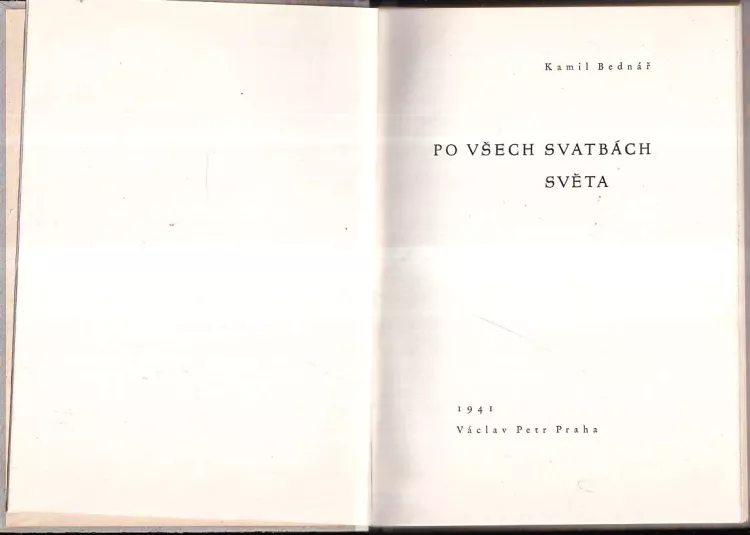 Kamil Bednář
PO VŠECH SVATBÁCH
SVĚTA
1941
Václav Petr Praha